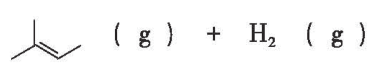 ( g ) + H₂ ( g )